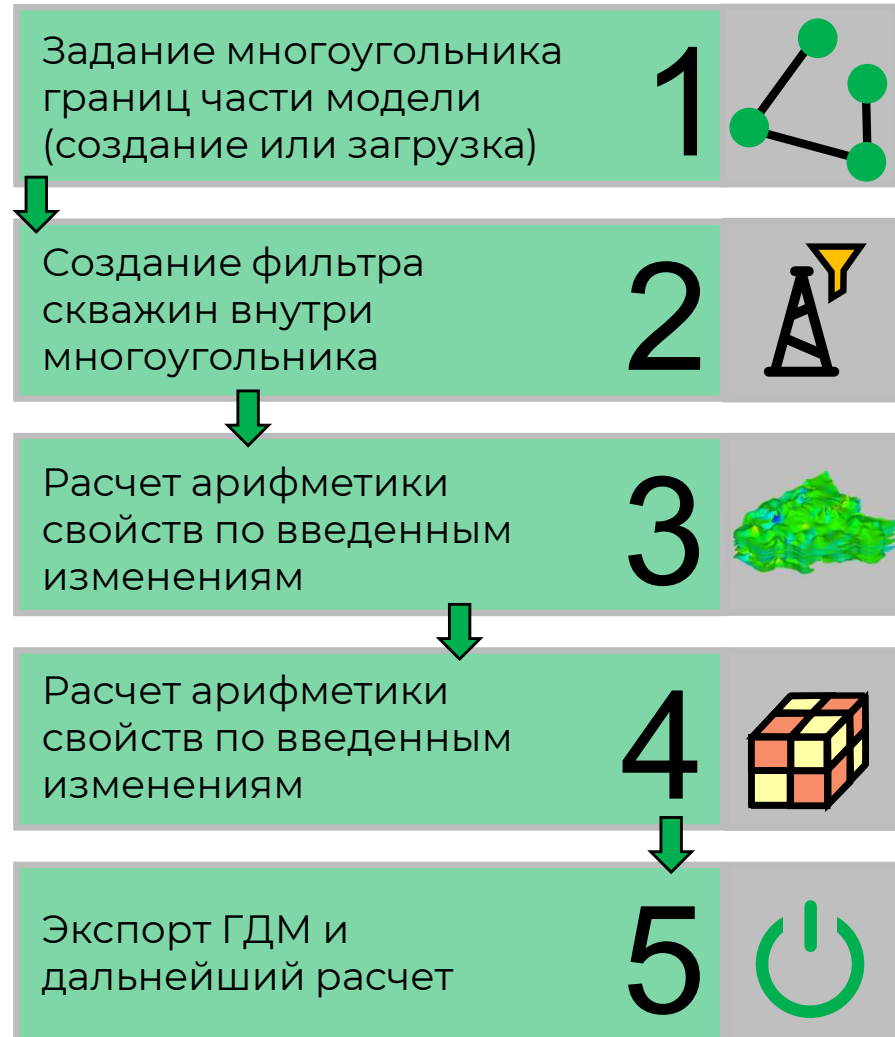 Задание многоугольника
границ части модели
(создание или загрузка)
1
Создание фильтра
скважин внутри
многоугольника
2
Расчет арифметики
свойств по введенным
изменениям
3
Расчет арифметики
свойств по введенным
изменениям
4
Экспорт ГДМ и
дальнейший расчет
5